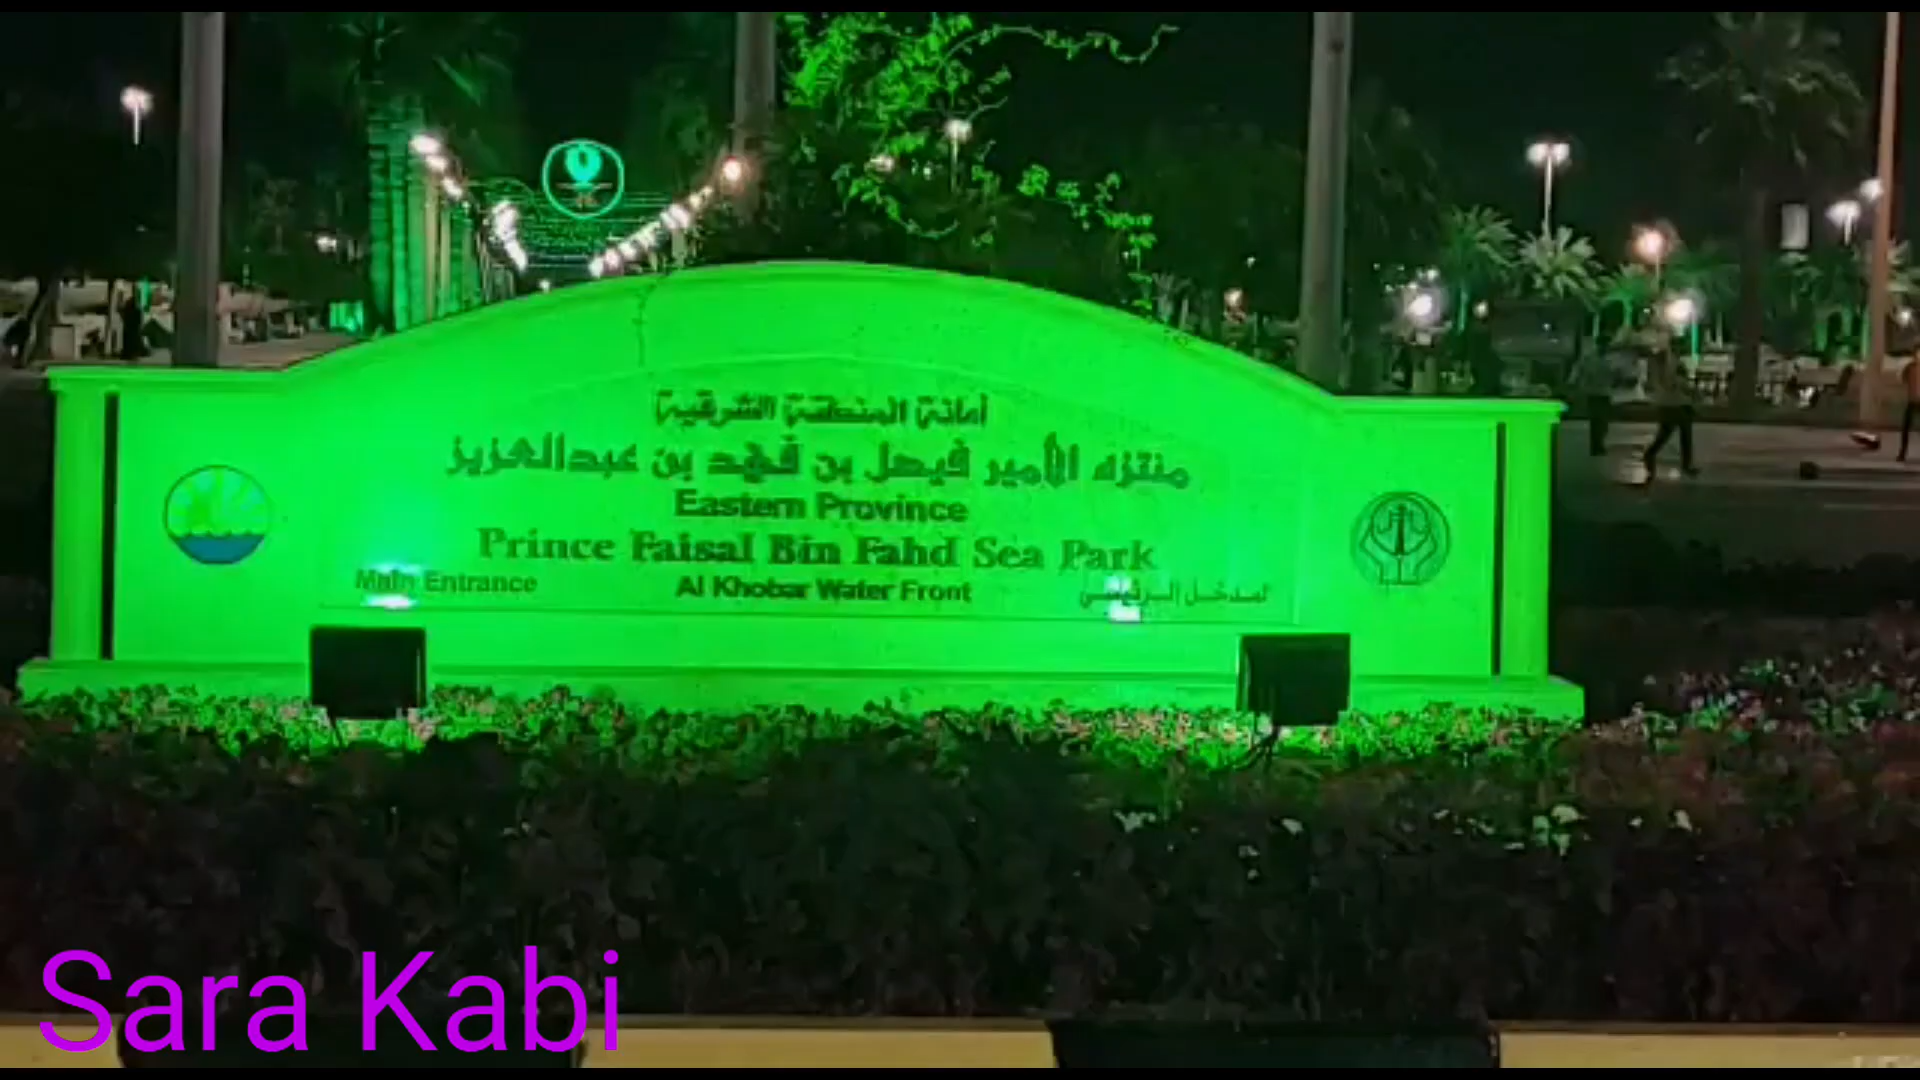 أمانة المنطقة الشرقية
منتزه الأمير فيصل بن فهد بن عبدالعزيز
Eastern Province
Prince Faisal Bin Fahd Sea Park
Main Entrance
Al Khobar Water Front
المدخل الرئيسي
Sara Kabi